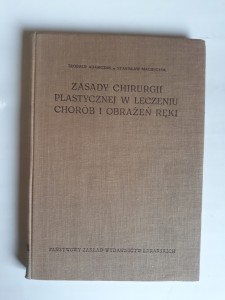 ZASADY CHIRURGII
PLASTYCZNEJ W LECZENIU
CHORÓB I OBRAŻEŃ RĘKI
PAŃSTWOWY ZAKŁAD WYDAWNICTW LEKARSKICH